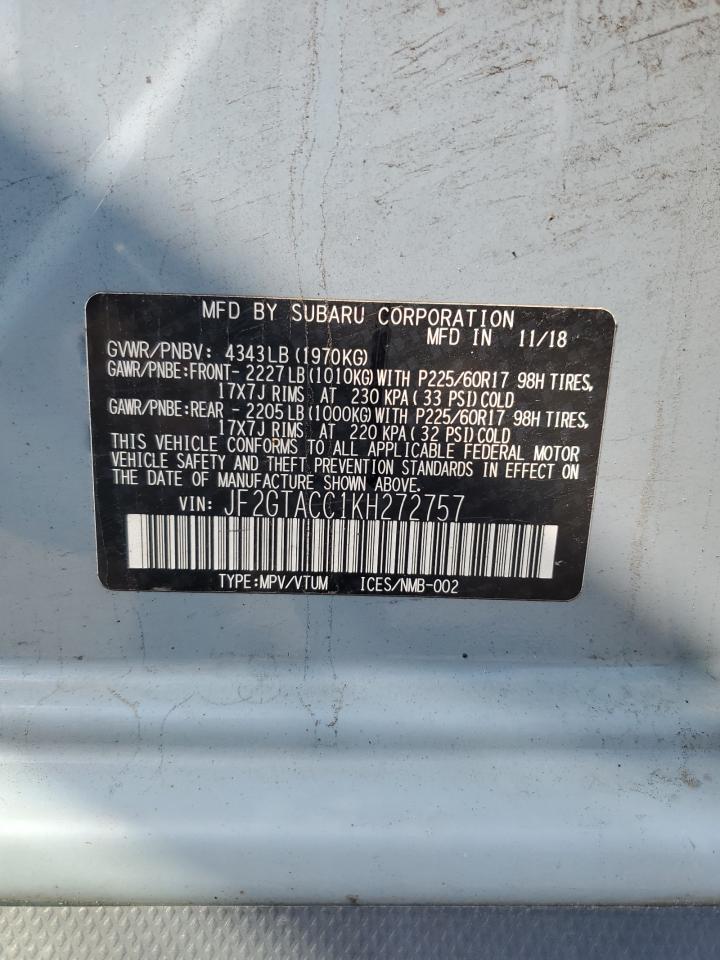 MFD BY SUBARU CORPORATION
MFD IN 11/18
GVWR/PNBV: 4343LB (1970KG)
GAWR/PNBE:FRONT- 2227LB (1010KG) WITH P225/60R17 98H TIRES,
17X7J RIMS AT 230 KPA ( 33 PSI) COLD
GAWR/PNBE:REAR - 2205LB (1000KG) WITH P225/60R17 98H TIRES,
17X7J RIMS AT 220 KPA ( 32 PSI) COLD
THIS VEHICLE CONFORMS TO ALL APPLICABLE FEDERAL MOTOR
VEHICLE SAFETY AND THEFT PREVENTION STANDARDS IN EFFECT ON
THE DATE OF MANUFACTURE SHOWN ABOVE.
VIN: JF2GTACC1KH272757
TYPE:MPV/VTUM ICES/NMB-002